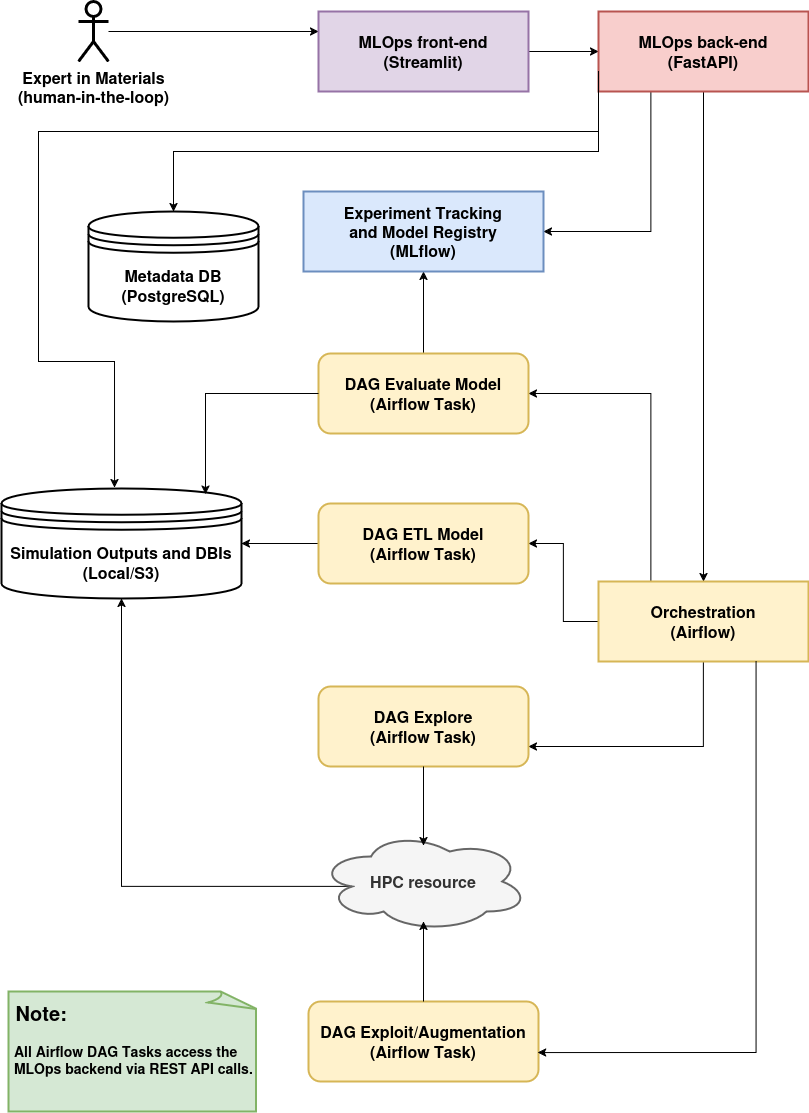 Expert in Materials
(human-in-the-loop)
MLOps front-end
(Streamlit)
MLOps back-end
(FastAPI)
Experiment Tracking
and Model Registry
(MLflow)
Metadata DB
(PostgreSQL)
DAG Evaluate Model
(Airflow Task)
Simulation Outputs and DBIs
(Local/S3)
DAG ETL Model
(Airflow Task)
Orchestration
(Airflow)
DAG Explore
(Airflow Task)
HPC resource
DAG Exploit/Augmentation
(Airflow Task)
Note:
All Airflow DAG Tasks access the
MLOps backend via REST API calls.